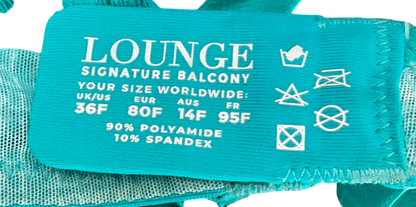 LOUNGE
SIGNATURE BALCONY
YOUR SIZE WORLDWIDE:
UK/US EUR AUS FR
36F 80F 14F 95F
90% POLYAMIDE
10% SPANDEX